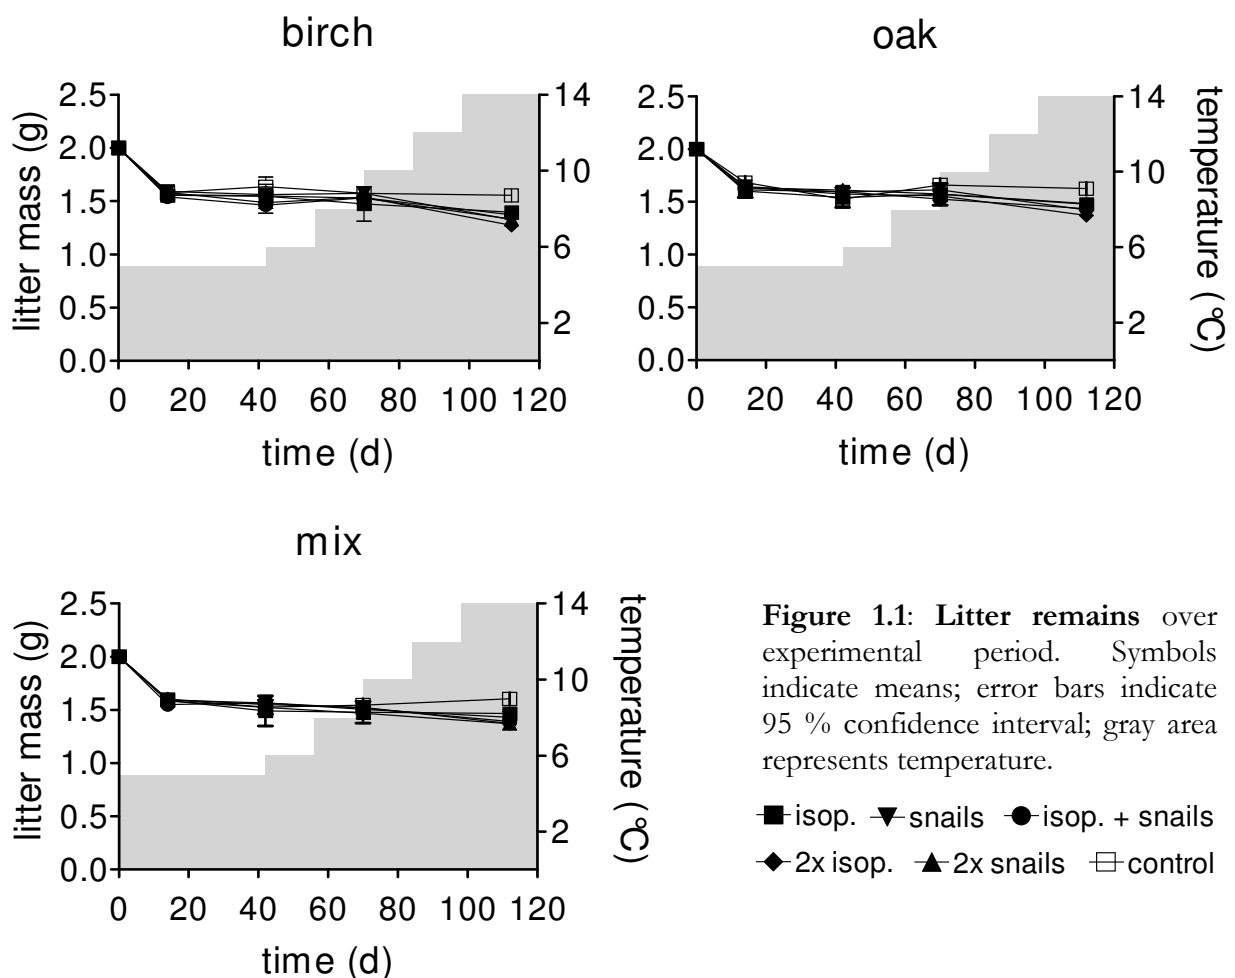 birch
2.5
2.0
1.5
1.0
0.5
0.0
litter mass (g)
14
10
6
2
0 20 40 60 80 100 120
time (d)
oak
2.5
2.0
1.5
1.0
0.5
0.0
14
10
6
2
temperature (°C)
0 20 40 60 80 100 120
time (d)
mix
2.5
2.0
1.5
1.0
0.5
0.0
litter mass (g)
14
10
6
2
temperature (°C)
0 20 40 60 80 100 120
time (d)
Figure 1.1: Litter remains over
experimental period. Symbols
indicate means; error bars indicate
95 % confidence interval; gray area
represents temperature.
isop. snails isop. + snails
2x isop. 2x snails control